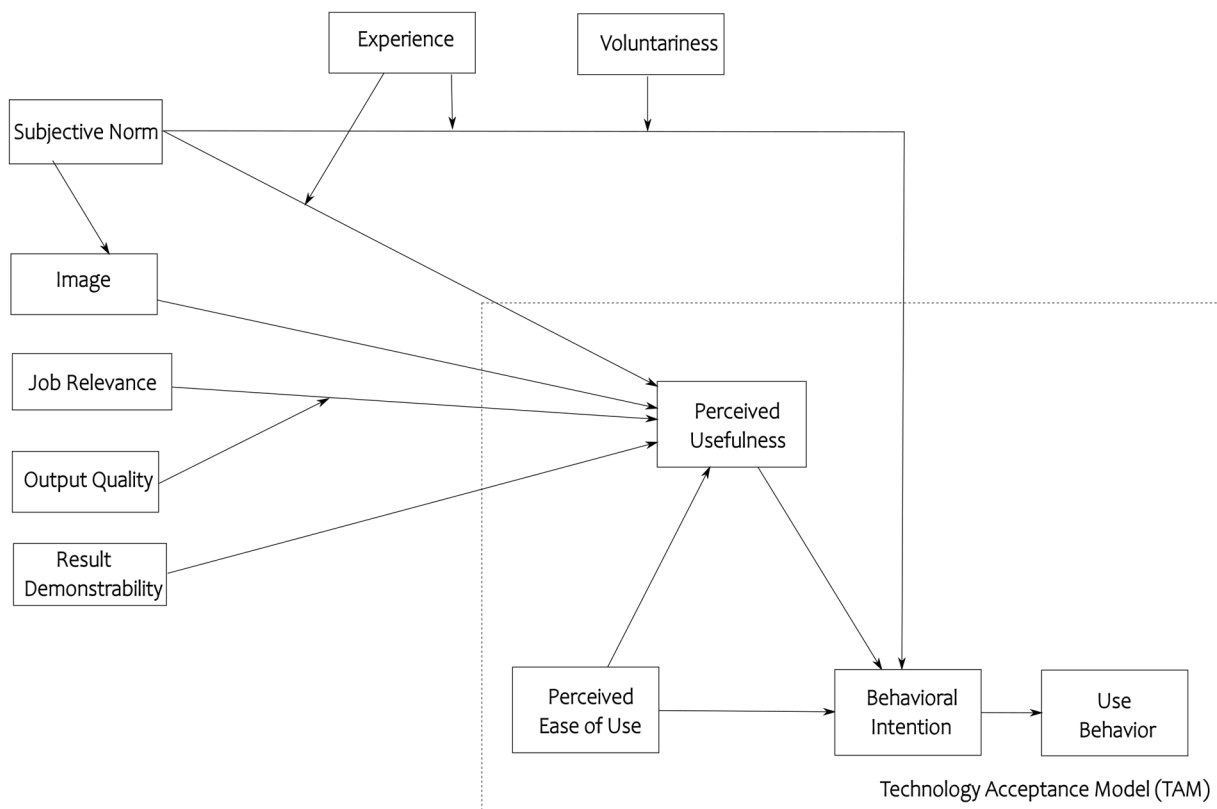 Experience
Voluntariness
Subjective Norm
Image
Job Relevance
Output Quality
Result
Demonstrability
Perceived
Usefulness
Perceived
Ease of Use
Behavioral
Intention
Use
Behavior
Technology Acceptance Model (TAM)